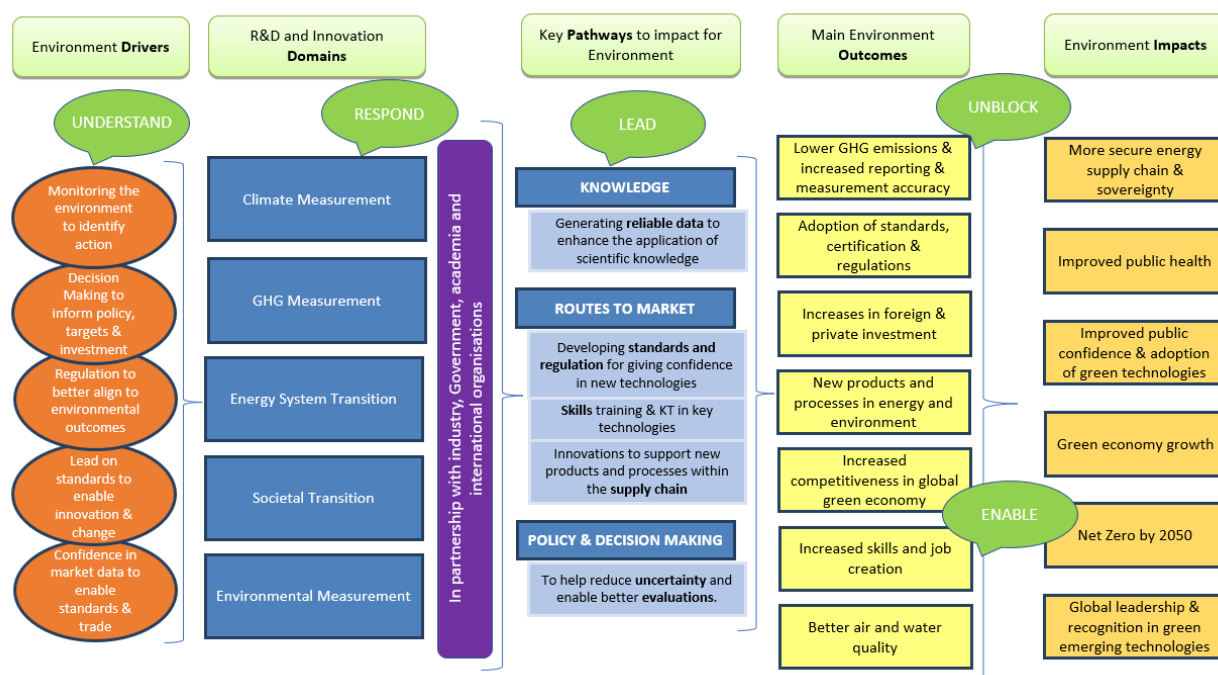 Environment Drivers
R&D and Innovation
Domains
Key Pathways to impact for
Environment
Main Environment
Outcomes
Environment Impacts
UNDERSTAND
RESPOND
LEAD
UNBLOCK
ENABLE
Monitoring the
environment
to identify
action
Decision
Making to
inform policy,
targets &
investment
Regulation to
better align to
environmental
outcomes
Lead on
standards to
enable
innovation &
change
Confidence in
market data to
enable
standards &
trade
Climate Measurement
GHG Measurement
Energy System Transition
Societal Transition
Environmental Measurement
In partnership with industry, Government, academia and
international organisations
KNOWLEDGE
Generating reliable data to
enhance the application of
scientific knowledge
ROUTES TO MARKET
Developing standards and
regulation for giving confidence
in new technologies
Skills training & KT in key
technologies
Innovations to support new
products and processes within
the supply chain
POLICY & DECISION MAKING
To help reduce uncertainty and
enable better evaluations.
Lower GHG emissions &
increased reporting &
measurement accuracy
Adoption of standards,
certification &
regulations
Increases in foreign &
private investment
New products and
processes in energy and
environment
Increased
competitiveness in global
green economy
Increased skills and job
creation
Better air and water
quality
More secure energy
supply chain &
sovereignty
Improved public health
Improved public
confidence & adoption
of green technologies
Green economy growth
Net Zero by 2050
Global leadership &
recognition in green
emerging technologies